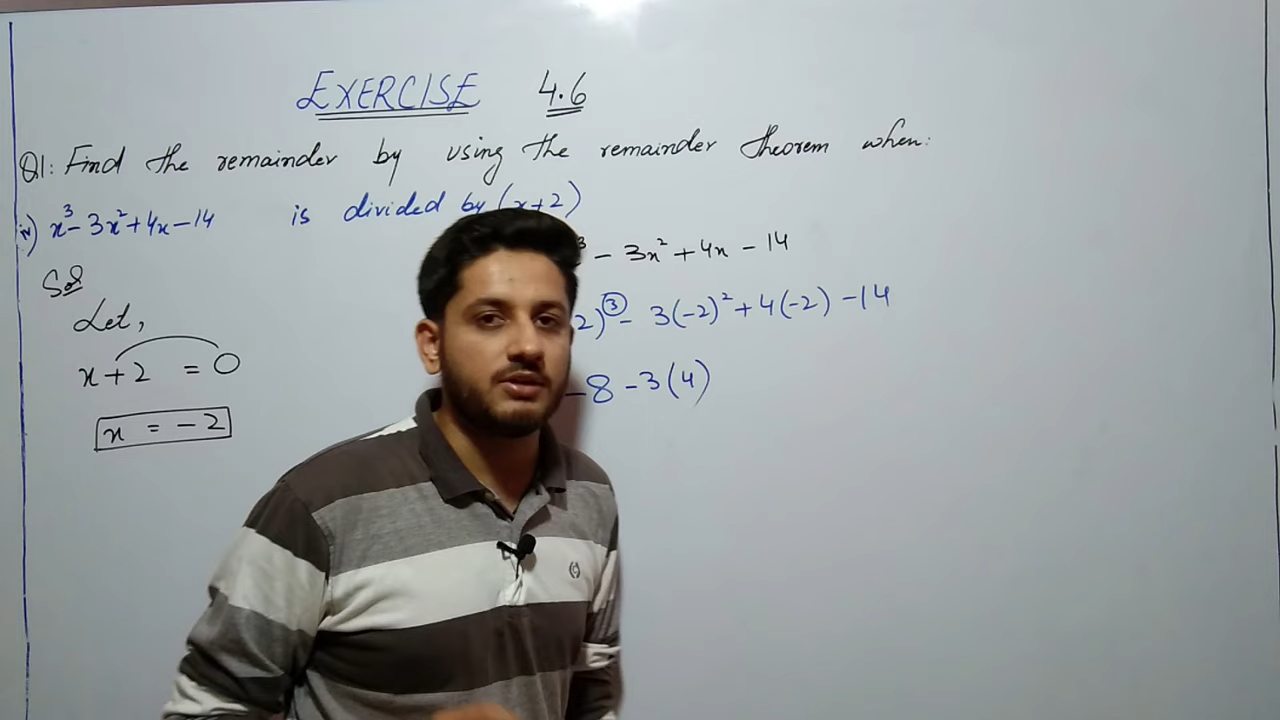 EXERCISE 4.6
Q1: Find the remainder by using the remainder theorem when:
iv) x³-3x²+4x-14 is divided by (x+2)
- 3x² + 4x - 14
Sol
2)³- 3(-2)²+4(-2) -14
Let,
x+2 = 0
-8 -3(4)
x = -2